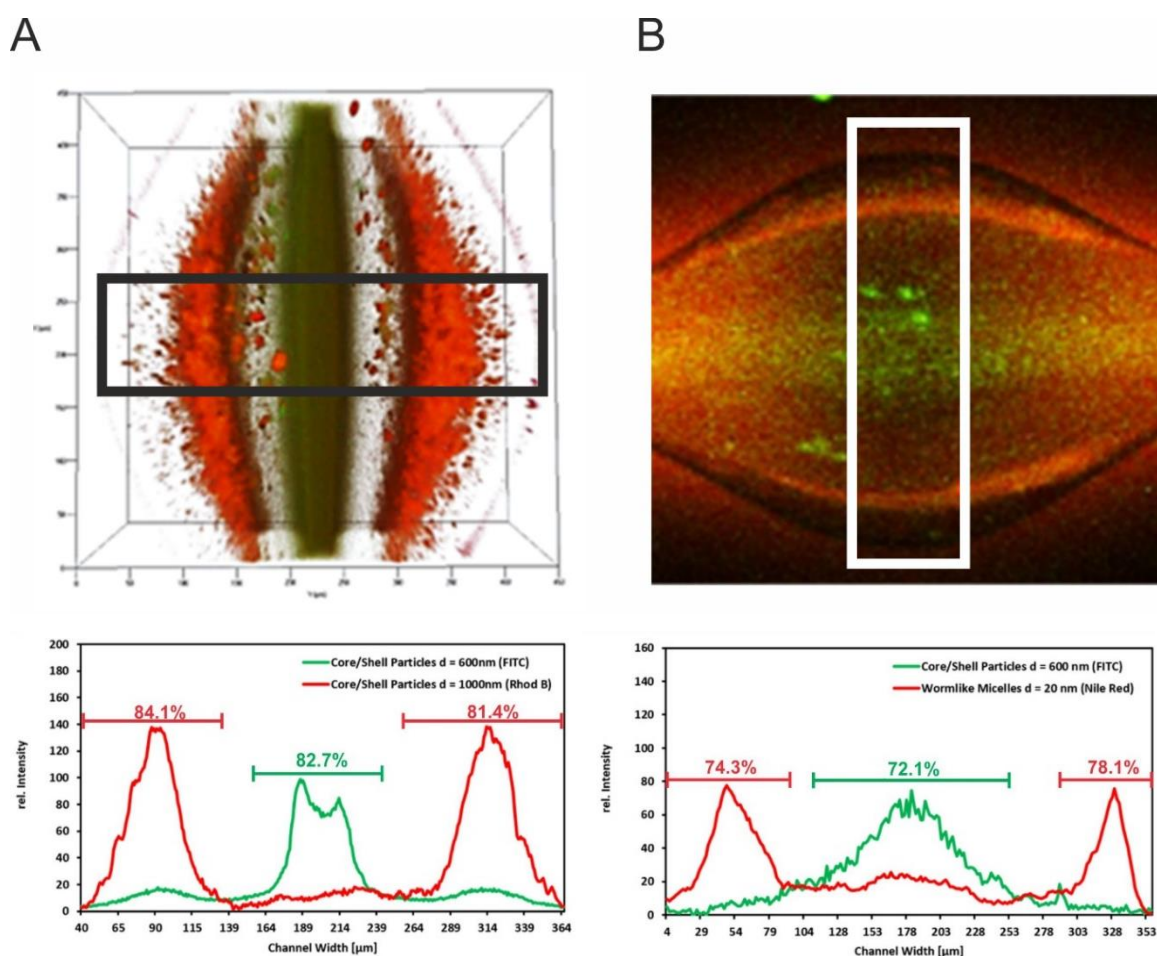 A
B
200
180
160
140
120
100
80
60
40
20
0
rel. Intensity
Core/Shell Particles d = 600nm (FITC)
Core/Shell Particles d = 1000nm (Rhod B)
84.1%
82.7%
81.4%
40 65 90 114 139 164 189 214 239 264 289 314 339 364
Channel Width [µm]
160
140
120
100
80
60
40
20
0
rel. Intensity
Core/Shell Particles d = 600 nm (FITC)
Wormlike Micelles d = 20 nm (Nile Red)
74.3%
72.1%
78.1%
4 29 54 79 104 128 153 178 203 228 253 278 303 328 353
Channel Width [µm]